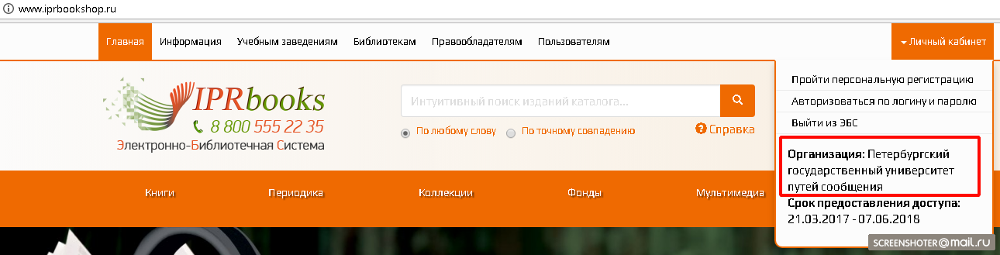 www.iprbookshop.ru
Главная Информация Учебным заведениям Библиотекам Правообладателям Пользователям Личный кабинет
Пройти персональную регистрацию
Авторизоваться по логину и паролю
Выйти из ЭБС
Организация: Петербургский
государственный университет
путей сообщения
Срок предоставления доступа:
21.03.2017 - 07.06.2018
IPRbooks
8 800 555 22 35
Электронно-Библиотечная Система
Интуитивный поиск изданий каталога...
По любому слову По точному совпадению Справка
Книги Периодика Коллекции Фонды Мультимедиа
SCREENSHOTER@mail.ru